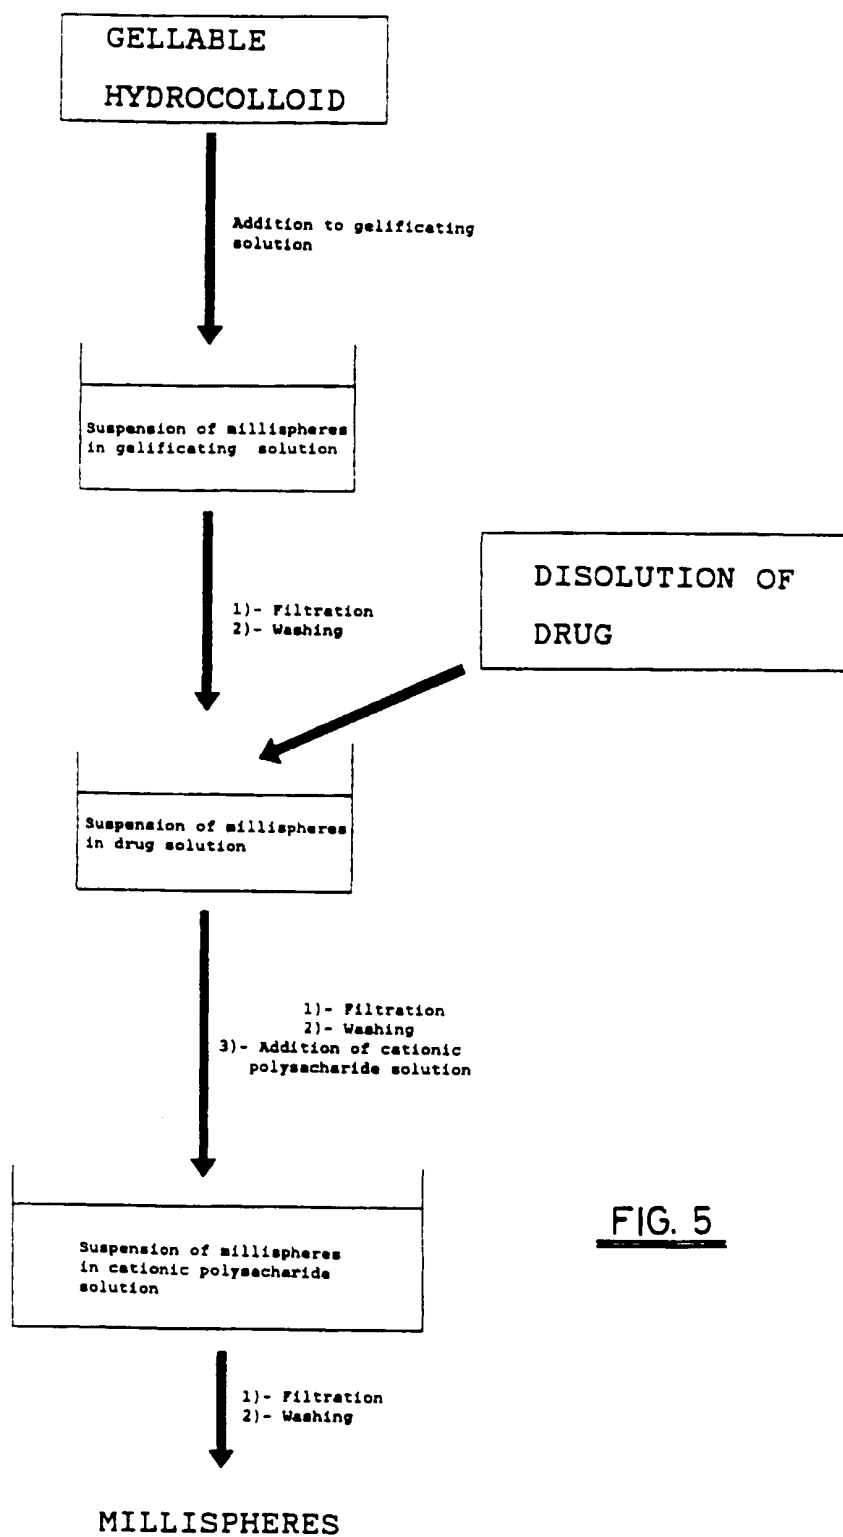 GELLABLE
HYDROCOLLOID
Addition to gelificating
solution
Suspension of millispheres
in gelificating solution
1)- Filtration
2)- Washing
DISOLUTION OF
DRUG
Suspension of millispheres
in drug solution
1)- Filtration
2)- Washing
3)- Addition of cationic
polysacharide solution
Suspension of millispheres
in cationic polysacharide
solution
FIG. 5
1)- Filtration
2)- Washing
MILLISPHERES